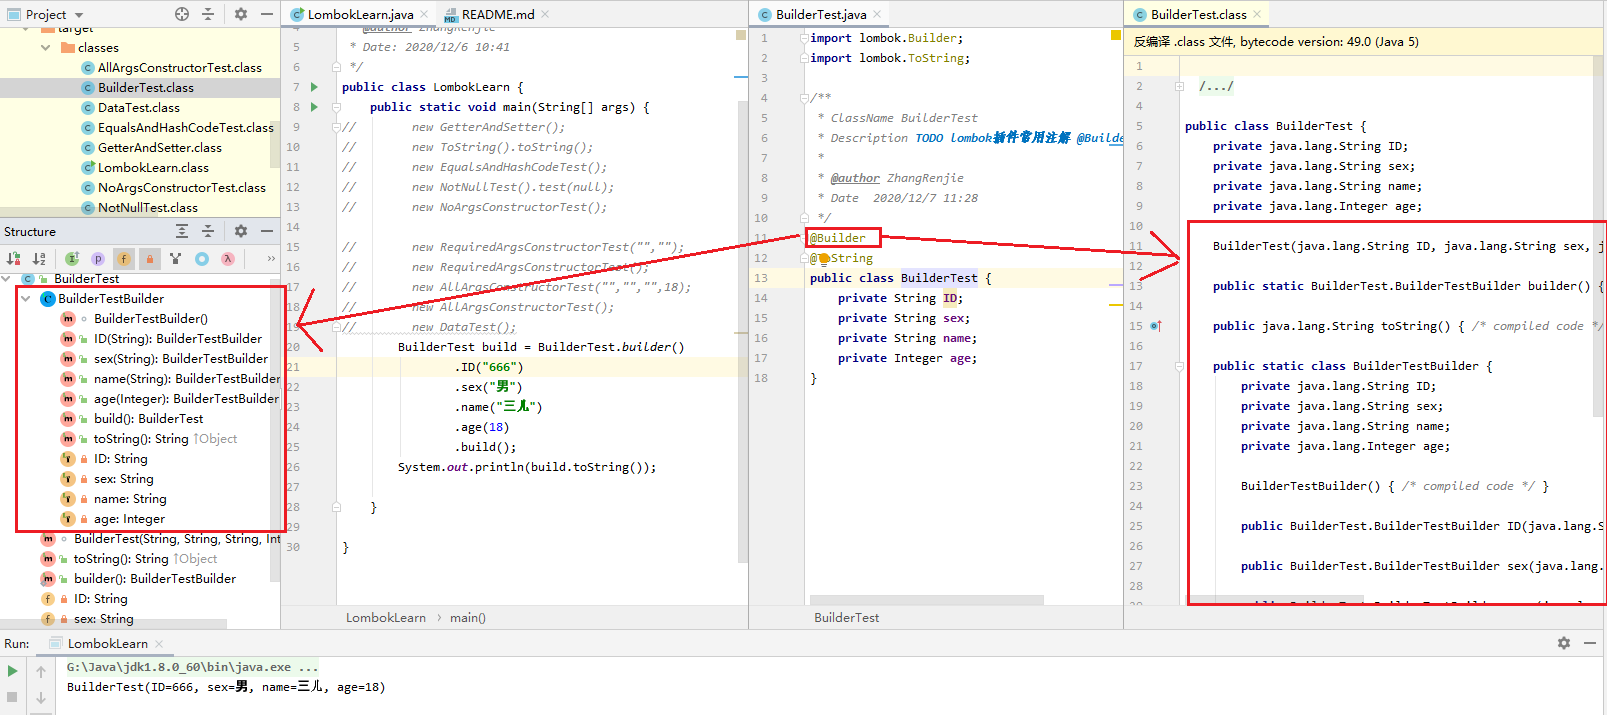 Project
target
classes
AllArgsConstructorTest.class
BuilderTest.class
DataTest.class
EqualsAndHashCodeTest.class
GetterAndSetter.class
LombokLearn.class
NoArgsConstructorTest.class
NotNullTest.class
Structure
BuilderTest
BuilderTestBuilder
BuilderTestBuilder()
ID(String): BuilderTestBuilder
sex(String): BuilderTestBuilder
name(String): BuilderTestBuilder
age(Integer): BuilderTestBuilder
build(): BuilderTest
toString(): String ↑Object
ID: String
sex: String
name: String
age: Integer
BuilderTest(String, String, String, Int
toString(): String ↑Object
builder(): BuilderTestBuilder
ID: String
sex: String
LombokLearn.java
README.md
4 @author ZhangRenjie
5 * Date: 2020/12/6 10:41
6 */
7 public class LombokLearn {
8 public static void main(String[] args) {
9 // new GetterAndSetter();
10 // new ToString().toString();
11 // new EqualsAndHashCodeTest();
12 // new NotNullTest().test(null);
13 // new NoArgsConstructorTest();
14
15 // new RequiredArgsConstructorTest("","");
16 // new RequiredArgsConstructorTest();
17 // new AllArgsConstructorTest("","","",18);
18 // new AllArgsConstructorTest();
19 // new DataTest();
20 BuilderTest build = BuilderTest.builder()
21 .ID("666")
22 .sex("男")
23 .name("三儿")
24 .age(18)
25 .build();
26 System.out.println(build.toString());
27
28 }
29
30 }
LombokLearn › main()
BuilderTest.java
1 import lombok.Builder;
2 import lombok.ToString;
3
4 /**
5 * ClassName BuilderTest
6 * Description TODO lombok插件常用注解 @Builde
7 *
8 * @author ZhangRenjie
9 * Date 2020/12/7 11:28
10 */
11 @Builder
12 @ToString
13 public class BuilderTest {
14 private String ID;
15 private String sex;
16 private String name;
17 private Integer age;
18 }
BuilderTest
BuilderTest.class
反编译 .class 文件, bytecode version: 49.0 (Java 5)
1
2 /.../
4
5 public class BuilderTest {
6 private java.lang.String ID;
7 private java.lang.String sex;
8 private java.lang.String name;
9 private java.lang.Integer age;
10
11 BuilderTest(java.lang.String ID, java.lang.String sex, j
12
13 public static BuilderTest.BuilderTestBuilder builder() {
14
15 public java.lang.String toString() { /* compiled code */
16
17 public static class BuilderTestBuilder {
18 private java.lang.String ID;
19 private java.lang.String sex;
20 private java.lang.String name;
21 private java.lang.Integer age;
22
23 BuilderTestBuilder() { /* compiled code */ }
24
25 public BuilderTest.BuilderTestBuilder ID(java.lang.S
26
27 public BuilderTest.BuilderTestBuilder sex(java.lang.
28
Run: LombokLearn
G:\Java\jdk1.8.0_60\bin\java.exe ...
BuilderTest(ID=666, sex=男, name=三儿, age=18)